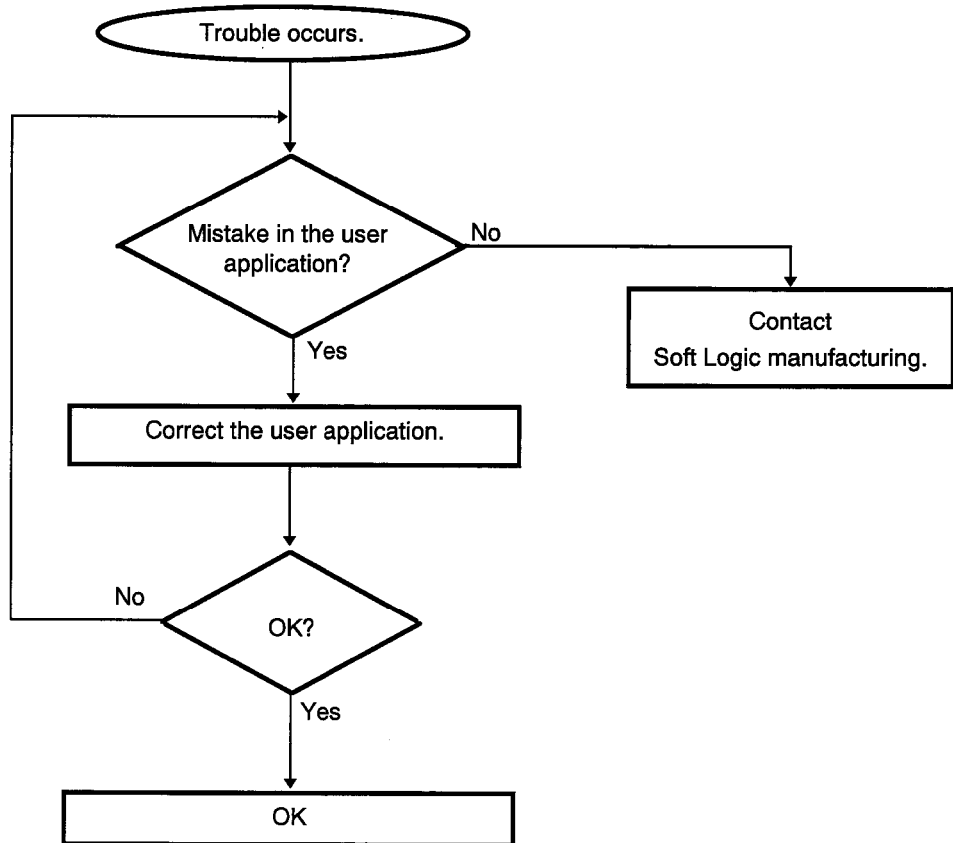 Trouble occurs.
Mistake in the user
application?
No
Contact
Soft Logic manufacturing.
Yes
Correct the user application.
No
OK?
Yes
OK